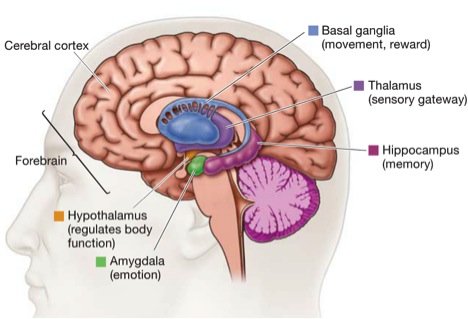 Basal ganglia
(movement, reward)
Cerebral cortex
Thalamus
(sensory gateway)
Hippocampus
(memory)
Forebrain
Hypothalamus
(regulates body
function)
Amygdala
(emotion)